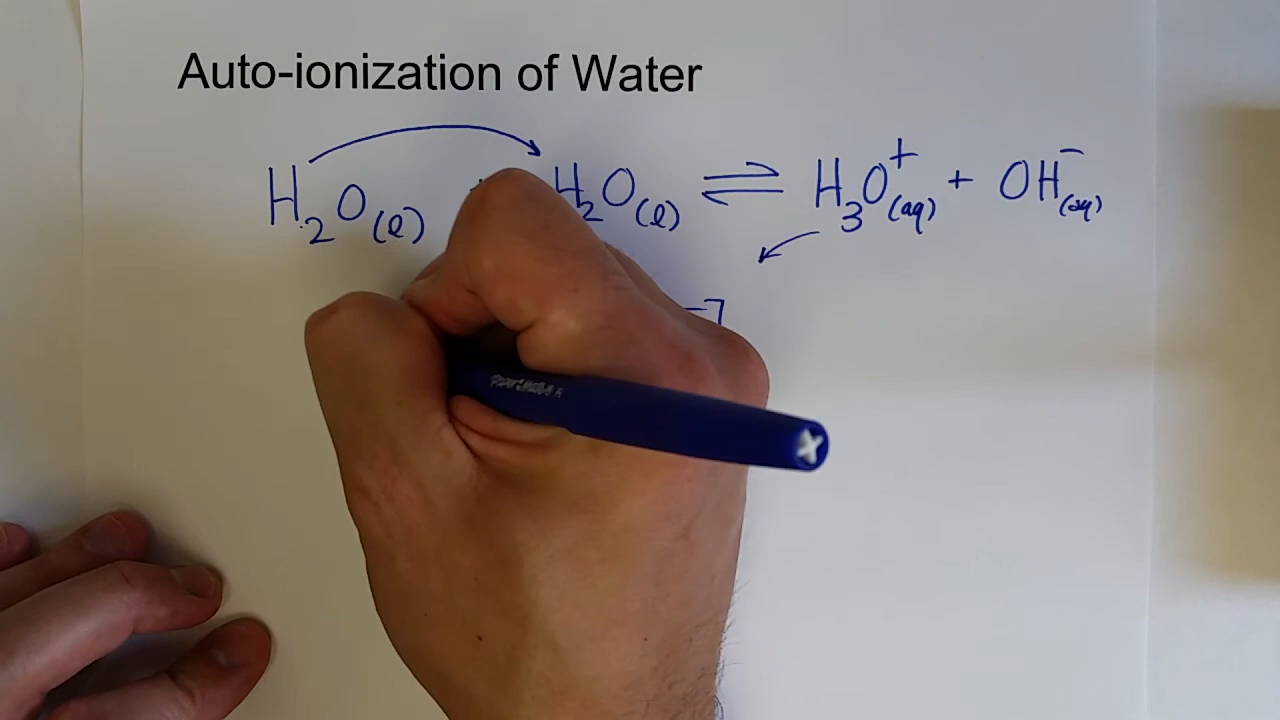 Auto-ionization of Water
H₂O(l) + H₂O(l) ⇌ H₃O⁺(aq) + OH⁻(aq)